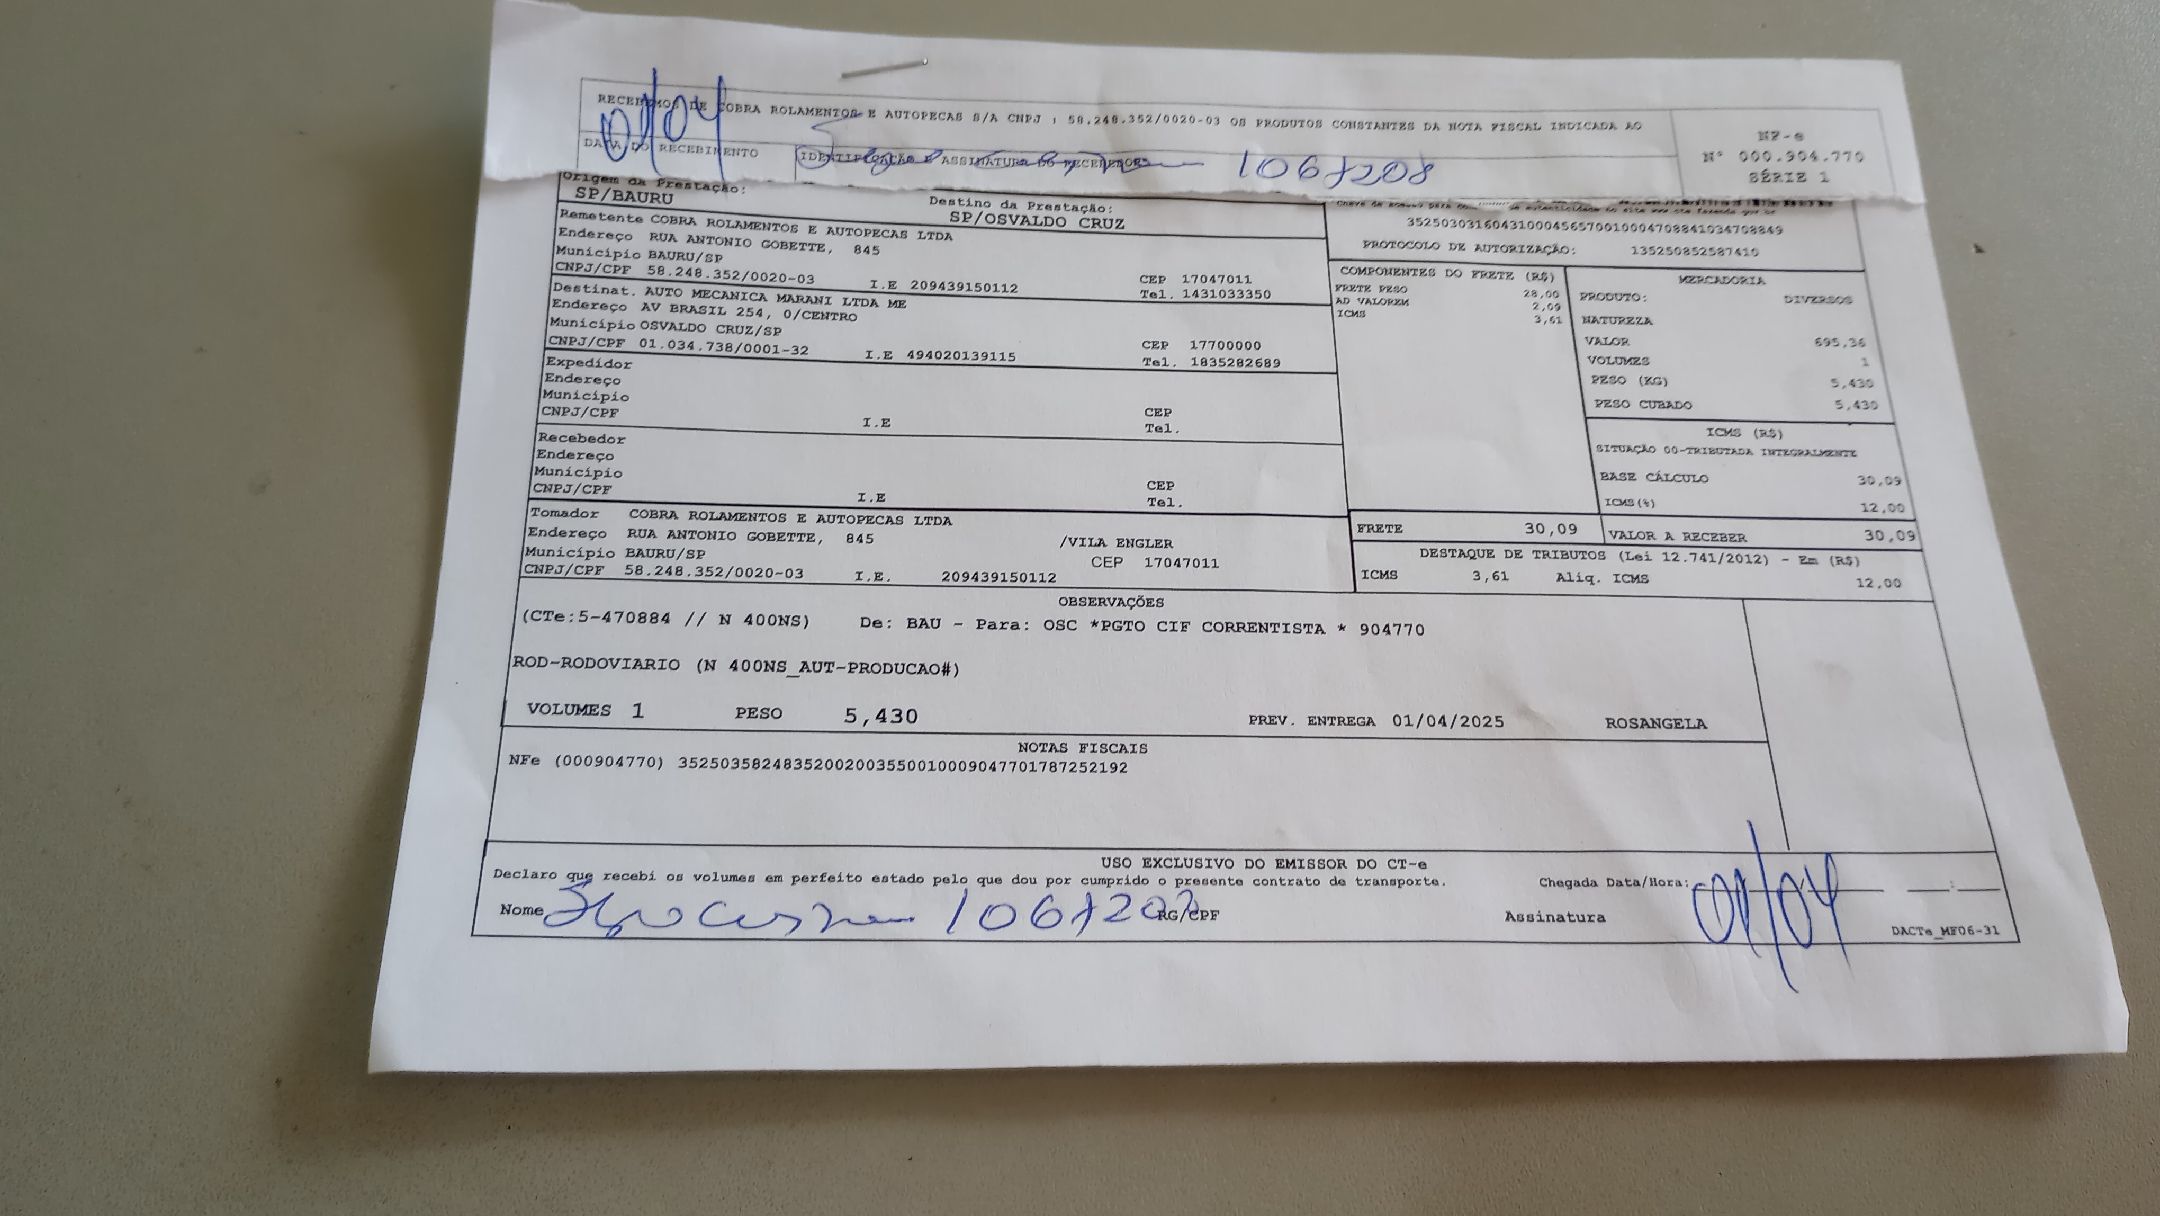 RECEBEMOS DE COBRA ROLAMENTOS E AUTOPECAS S/A CNPJ : 58.248.352/0020-03 OS PRODUTOS CONSTANTES DA NOTA FISCAL INDICADA AO
01/04
DATA DO RECEBIMENTO
IDENTIFICAÇÃO E ASSINATURA DO RECEBEDOR
1067208
NF-e
Nº 000.904.770
SÉRIE 1
Origem da Prestação:
SP/BAURU
Destino da Prestação:
SP/OSVALDO CRUZ
Remetente COBRA ROLAMENTOS E AUTOPECAS LTDA
Endereço RUA ANTONIO GOBETTE, 845
Município BAURU/SP
CNPJ/CPF 58.248.352/0020-03 I.E 209439150112
CEP 17047011
Tel. 1431033350
Destinat. AUTO MECANICA MARANI LTDA ME
Endereço AV BRASIL 254, 0/CENTRO
Município OSVALDO CRUZ/SP
CNPJ/CPF 01.034.738/0001-32 I.E 494020139115
CEP 17700000
Tel. 1835282689
Expedidor
Endereço
Município
CNPJ/CPF I.E
CEP
Tel.
Recebedor
Endereço
Município
CNPJ/CPF I.E
CEP
Tel.
Tomador COBRA ROLAMENTOS E AUTOPECAS LTDA
Endereço RUA ANTONIO GOBETTE, 845 /VILA ENGLER
Município BAURU/SP CEP 17047011
CNPJ/CPF 58.248.352/0020-03 I.E. 209439150112
35250303160431000456570010004708841034708849
PROTOCOLO DE AUTORIZAÇÃO: 135250852587410
COMPONENTES DO FRETE (R$)
FRETE PESO 28,00
AD VALOREM 2,09
ICMS 3,61
MERCADORIA
PRODUTO: DIVERSOS
NATUREZA
VALOR 695,36
VOLUMES 1
PESO (KG) 5,430
PESO CUBADO 5,430
ICMS (R$)
SITUAÇÃO 00-TRIBUTADA INTEGRALMENTE
BASE CÁLCULO 30,09
ICMS(%) 12,00
FRETE 30,09 VALOR A RECEBER 30,09
DESTAQUE DE TRIBUTOS (Lei 12.741/2012) - Em (R$)
ICMS 3,61 Alíq. ICMS 12,00
OBSERVAÇÕES
(CTe:5-470884 // N 400NS) De: BAU - Para: OSC *PGTO CIF CORRENTISTA * 904770
ROD-RODOVIARIO (N 400NS_AUT-PRODUCAO#)
VOLUMES 1 PESO 5,430 PREV. ENTREGA 01/04/2025 ROSANGELA
NOTAS FISCAIS
NFe (000904770) 35250358248352002003550010009047701787252192
USO EXCLUSIVO DO EMISSOR DO CT-e
Declaro que recebi os volumes em perfeito estado pelo que dou por cumprido o presente contrato de transporte.
Chegada Data/Hora: 01/04
Nome 1067208 RG/CPF
Assinatura
DACTe_MF06-31